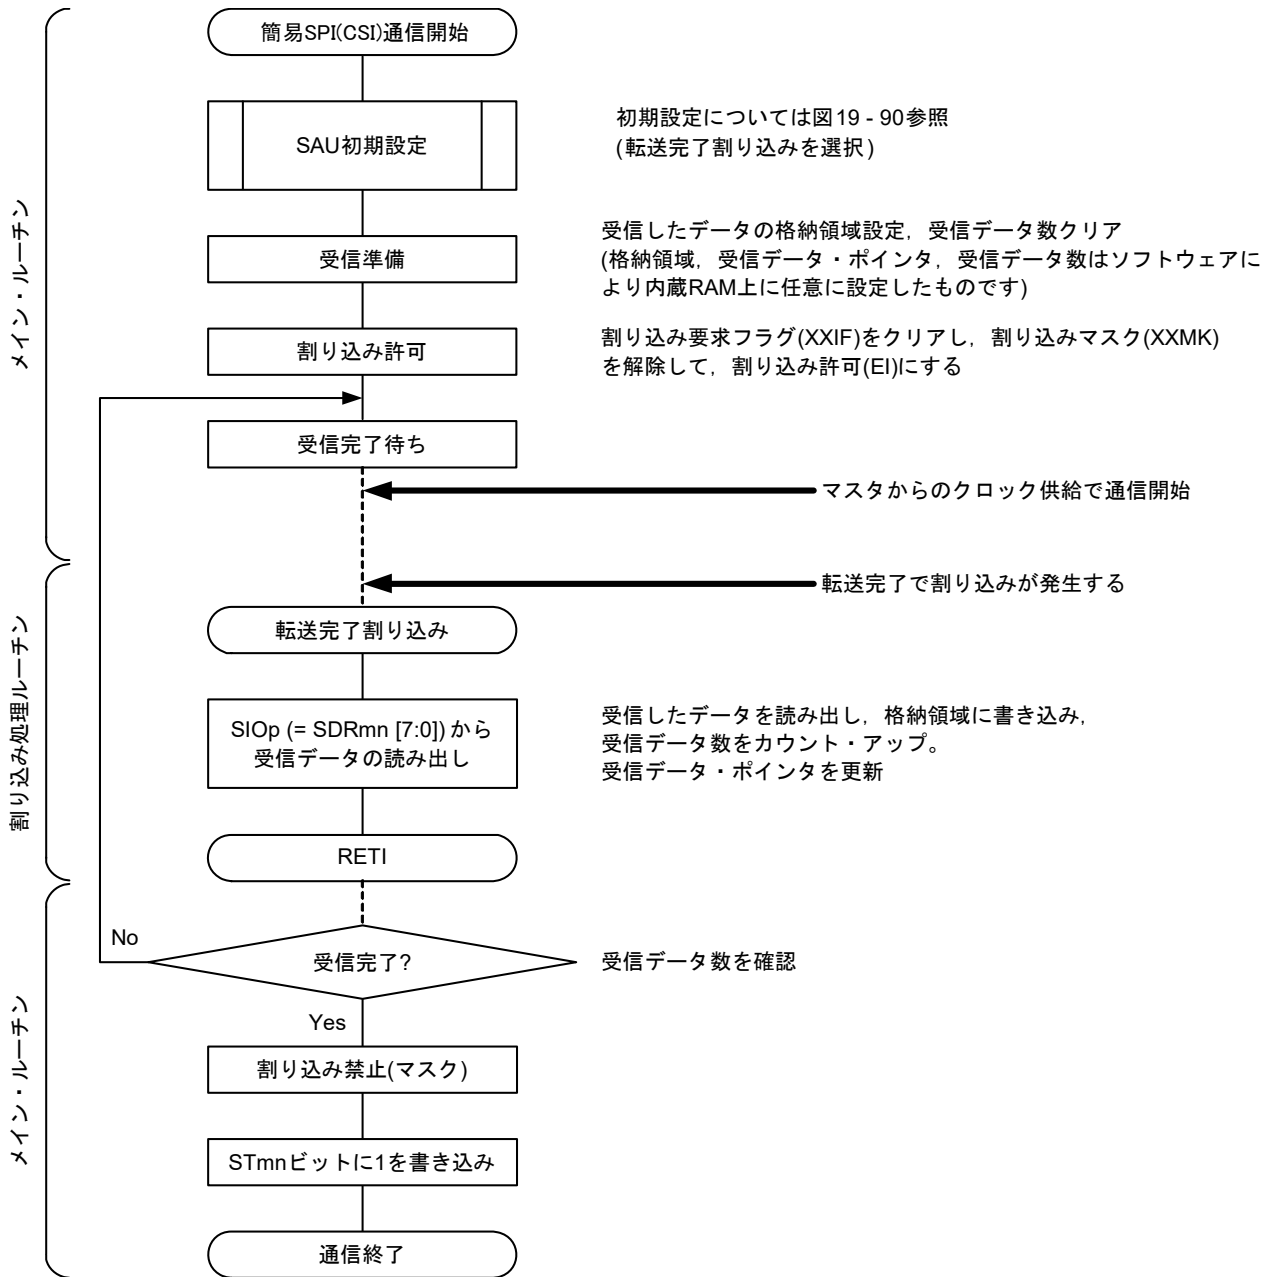 簡易SPI(CSI)通信開始
SAU初期設定
初期設定については図19 - 90参照
(転送完了割り込みを選択)
メイン・ルーチン
受信準備
受信したデータの格納領域設定，受信データ数クリア
(格納領域，受信データ・ポインタ，受信データ数はソフトウェアに
より内蔵RAM上に任意に設定したものです)
割り込み許可
割り込み要求フラグ(XXIF)をクリアし，割り込みマスク(XXMK)
を解除して，割り込み許可(EI)にする
受信完了待ち
マスタからのクロック供給で通信開始
転送完了で割り込みが発生する
割り込み処理ルーチン
転送完了割り込み
SIOp (= SDRmn [7:0]) から
受信データの読み出し
受信したデータを読み出し，格納領域に書き込み，
受信データ数をカウント・アップ。
受信データ・ポインタを更新
RETI
No
受信完了?
受信データ数を確認
Yes
メイン・ルーチン
割り込み禁止(マスク)
STmnビットに1を書き込み
通信終了